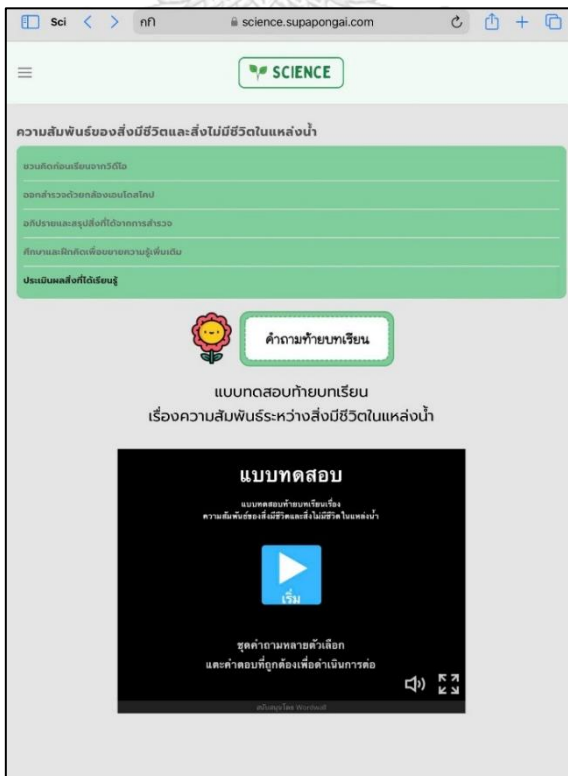 Sci
กก
science.supapongai.com
SCIENCE
ความสัมพันธ์ของสิ่งมีชีวิตและสิ่งไม่มีชีวิตในแหล่งน้ำ
ชวนคิดก่อนเรียนจากวิดีโอ
ออกสำรวจด้วยกล้องเอนโดสโคป
อภิปรายและสรุปสิ่งที่ได้จากการสำรวจ
ศึกษาและฝึกคิดเพื่อขยายความรู้เพิ่มเติม
ประเมินผลสิ่งที่ได้เรียนรู้
คำถามท้ายบทเรียน
แบบทดสอบท้ายบทเรียน
เรื่องความสัมพันธ์ระหว่างสิ่งมีชีวิตในแหล่งน้ำ
แบบทดสอบ
แบบทดสอบท้ายบทเรียนเรื่อง
ความสัมพันธ์ของสิ่งมีชีวิตและสิ่งไม่มีชีวิตในแหล่งน้ำ
เริ่ม
ชุดคำถามหลายตัวเลือก
แตะคำตอบที่ถูกต้องเพื่อดำเนินการต่อ
สนับสนุนโดย Wordwall